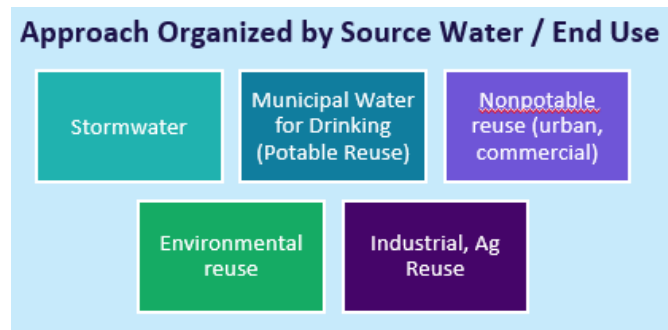 Approach Organized by Source Water / End Use
Stormwater
Municipal Water
for Drinking
(Potable Reuse)
Nonpotable
reuse (urban,
commercial)
Environmental
reuse
Industrial, Ag
Reuse